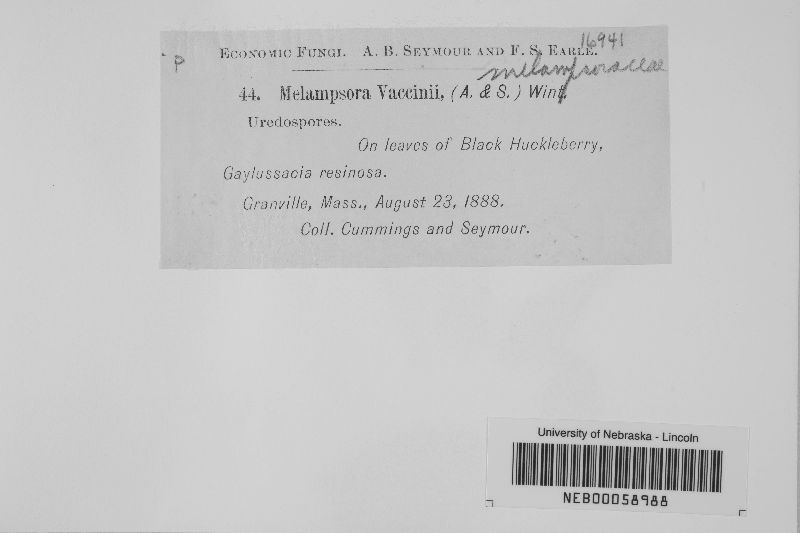 16941
P
Economic Fungi. A. B. Seymour and F. S. Earle.
melampsoraceae
44. Melampsora Vaccinii, (A. & S.) Wint.
Uredospores.
On leaves of Black Huckleberry,
Gaylussacia resinosa.
Granville, Mass., August 23, 1888.
Coll. Cummings and Seymour.
University of Nebraska - Lincoln
NEB00058988